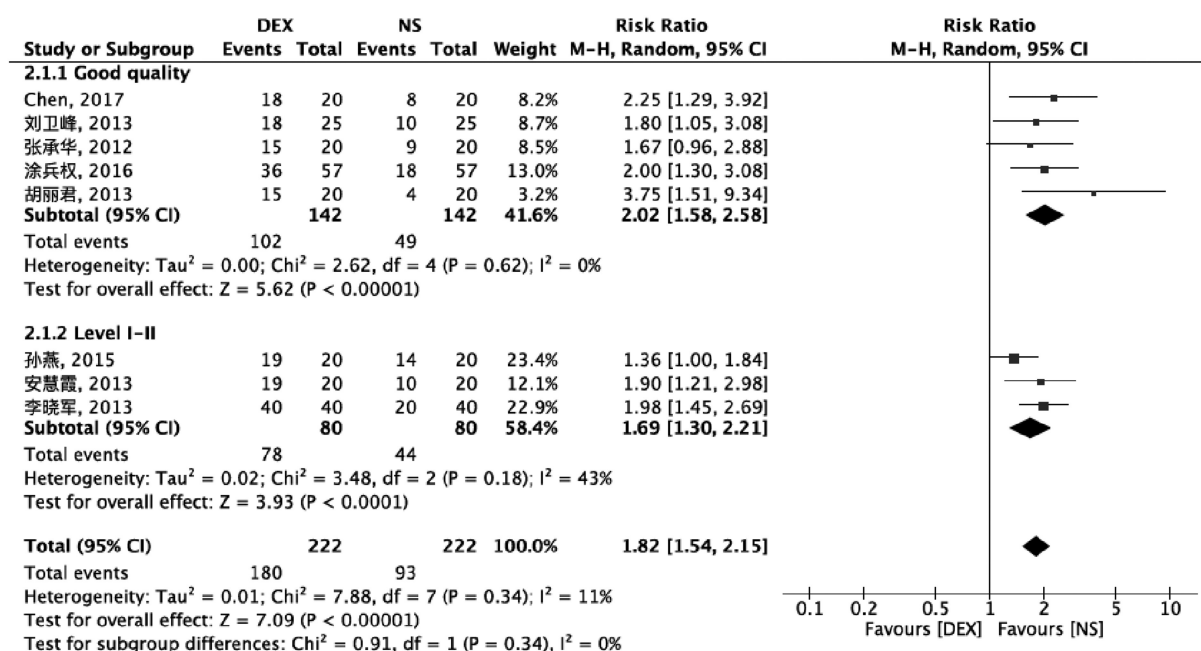 DEX NS Risk Ratio Risk Ratio
Study or Subgroup Events Total Events Total Weight M-H, Random, 95% CI M-H, Random, 95% CI
2.1.1 Good quality
Chen, 2017 18 20 8 20 8.2% 2.25 [1.29, 3.92]
刘卫峰, 2013 18 25 10 25 8.7% 1.80 [1.05, 3.08]
张承华, 2012 15 20 9 20 8.5% 1.67 [0.96, 2.88]
涂兵权, 2016 36 57 18 57 13.0% 2.00 [1.30, 3.08]
胡丽君, 2013 15 20 4 20 3.2% 3.75 [1.51, 9.34]
Subtotal (95% CI) 142 142 41.6% 2.02 [1.58, 2.58]
Total events 102 49
Heterogeneity: Tau² = 0.00; Chi² = 2.62, df = 4 (P = 0.62); I² = 0%
Test for overall effect: Z = 5.62 (P < 0.00001)
2.1.2 Level I-II
孙燕, 2015 19 20 14 20 23.4% 1.36 [1.00, 1.84]
安慧霞, 2013 19 20 10 20 12.1% 1.90 [1.21, 2.98]
李晓军, 2013 40 40 20 40 22.9% 1.98 [1.45, 2.69]
Subtotal (95% CI) 80 80 58.4% 1.69 [1.30, 2.21]
Total events 78 44
Heterogeneity: Tau² = 0.02; Chi² = 3.48, df = 2 (P = 0.18); I² = 43%
Test for overall effect: Z = 3.93 (P < 0.0001)
Total (95% CI) 222 222 100.0% 1.82 [1.54, 2.15]
Total events 180 93
Heterogeneity: Tau² = 0.01; Chi² = 7.88, df = 7 (P = 0.34); I² = 11%
Test for overall effect: Z = 7.09 (P < 0.00001)
Test for subgroup differences: Chi² = 0.91, df = 1 (P = 0.34), I² = 0%
0.1 0.2 0.5 1 2 5 10
Favours [DEX] Favours [NS]